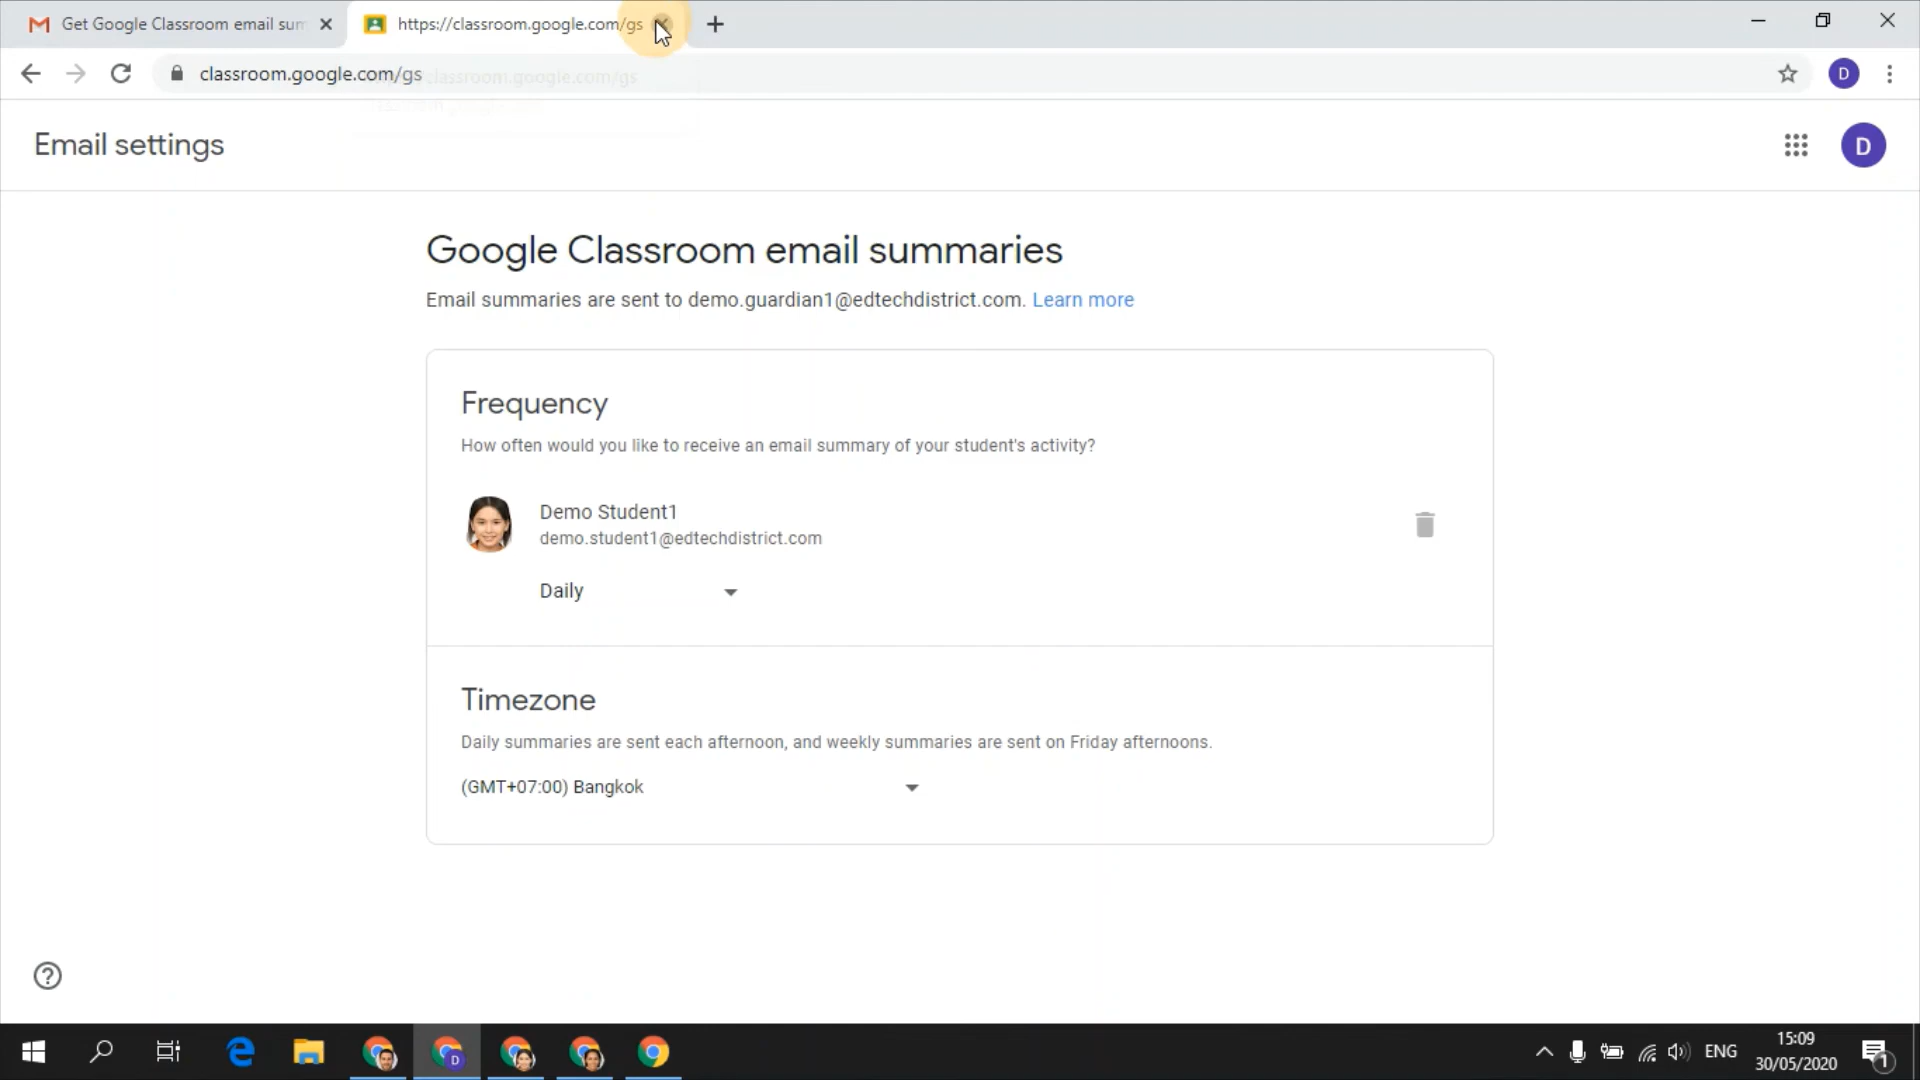 Get Google Classroom email sum
https://classroom.google.com/gs
classroom.google.com/gs
D
Email settings
D
Google Classroom email summaries
Email summaries are sent to demo.guardian1@edtechdistrict.com. Learn more
Frequency
How often would you like to receive an email summary of your student's activity?
Demo Student1
demo.student1@edtechdistrict.com
Daily
Timezone
Daily summaries are sent each afternoon, and weekly summaries are sent on Friday afternoons.
(GMT+07:00) Bangkok
D
ENG
15:09
30/05/2020
1